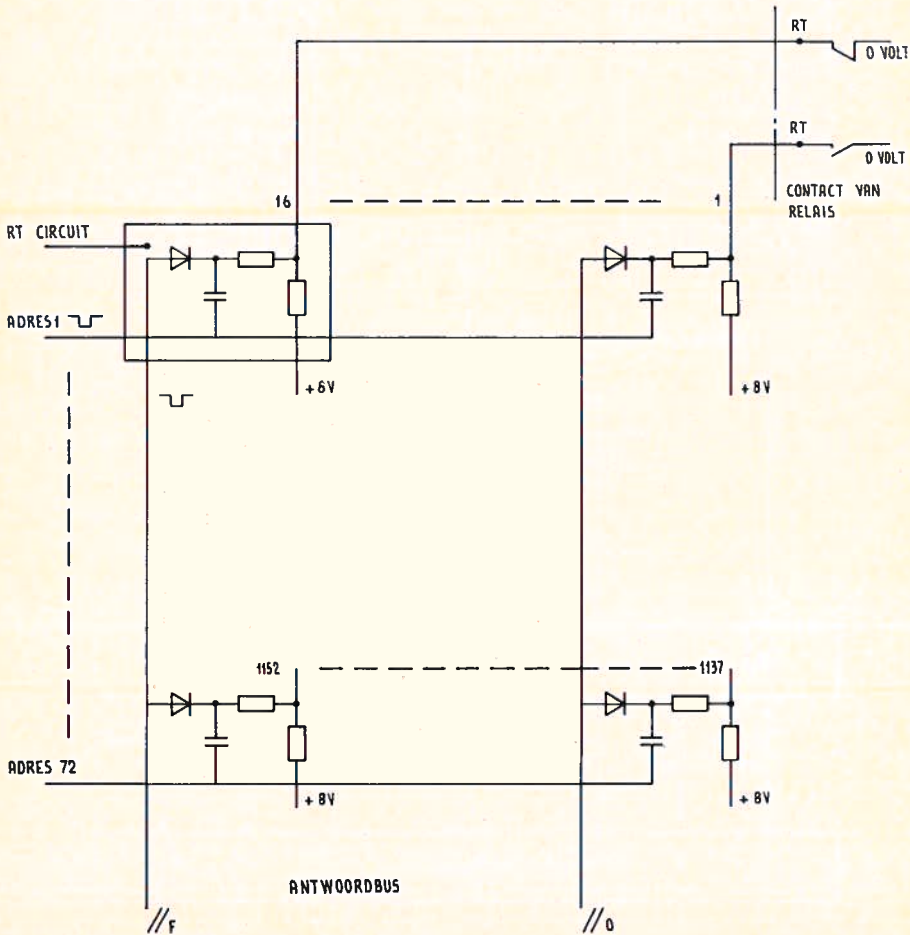 RT
0 VOLT
RT
0 VOLT
16
1
CONTACT VAN
RELAIS
RT CIRCUIT
ADRES1
+6V
+8V
1152
1137
ADRES 72
+8V
+8V
ANTWOORDBUS
//F
//0